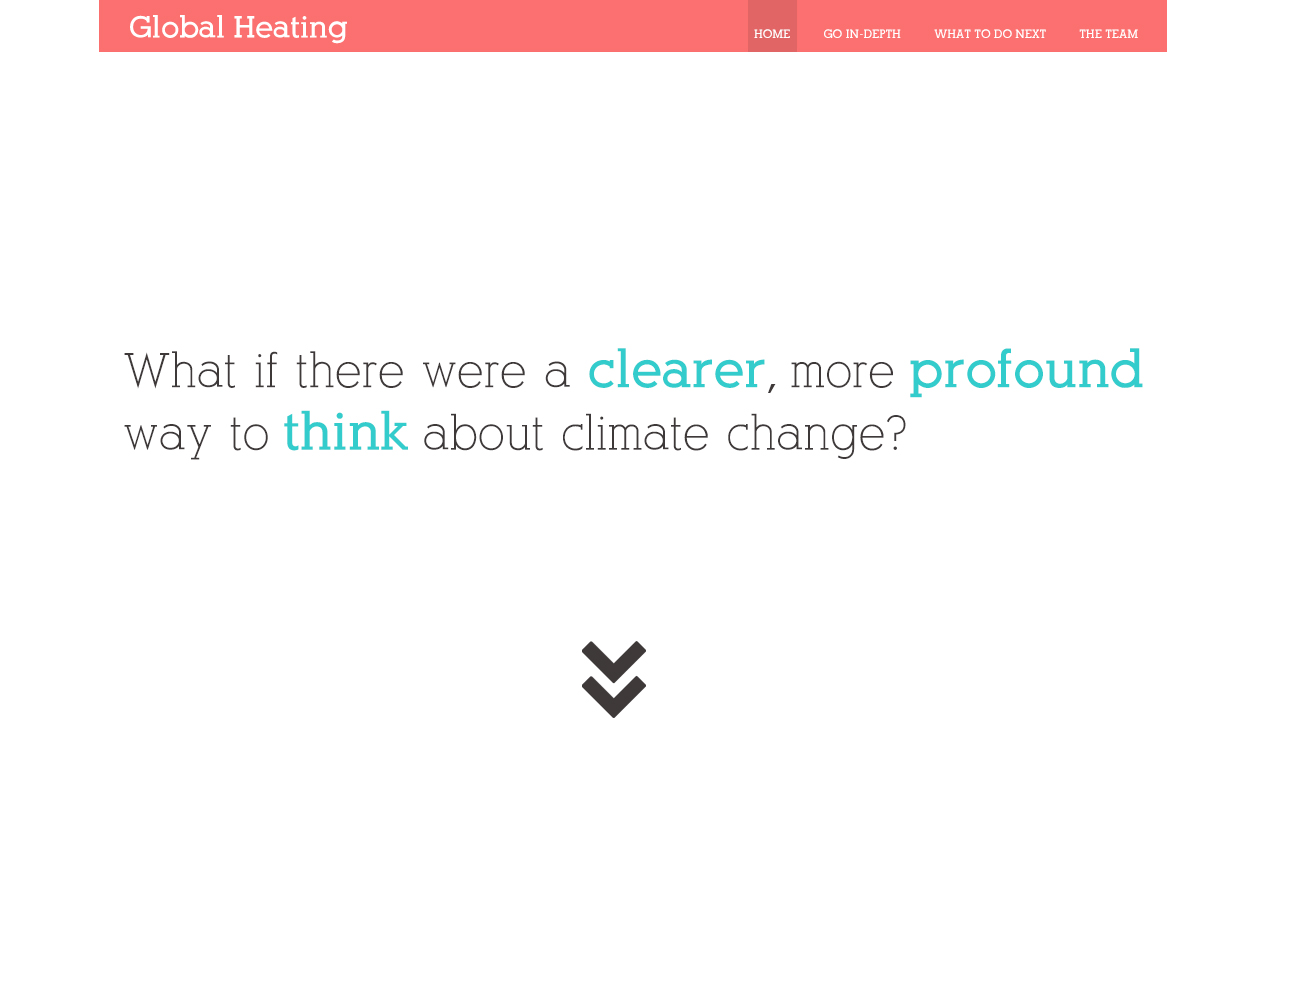 Global Heating
HOME GO IN-DEPTH WHAT TO DO NEXT THE TEAM
What if there were a clearer, more profound
way to think about climate change?